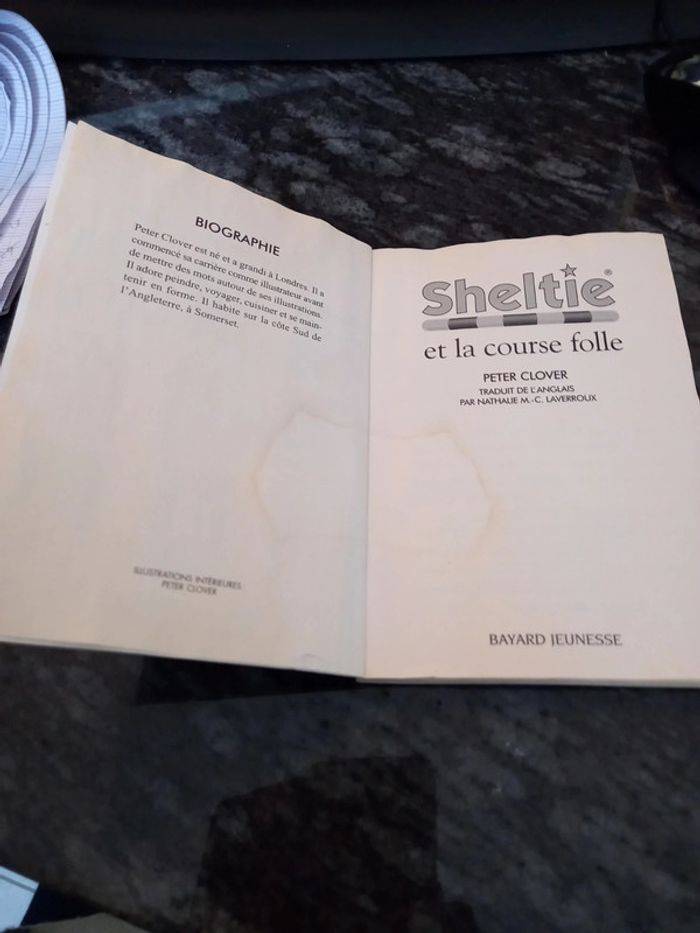 BIOGRAPHIE
Peter Clover est né et a grandi à Londres. Il a
commencé sa carrière comme illustrateur avant
de mettre des mots autour de ses illustrations.
Il adore peindre, voyager, cuisiner et se main-
tenir en forme. Il habite sur la côte Sud de
l'Angleterre, à Somerset.
ILLUSTRATIONS INTÉRIEURES
PETER CLOVER
Sheltie®
et la course folle
PETER CLOVER
TRADUIT DE L'ANGLAIS
PAR NATHALIE M.-C. LAVERROUX
BAYARD JEUNESSE